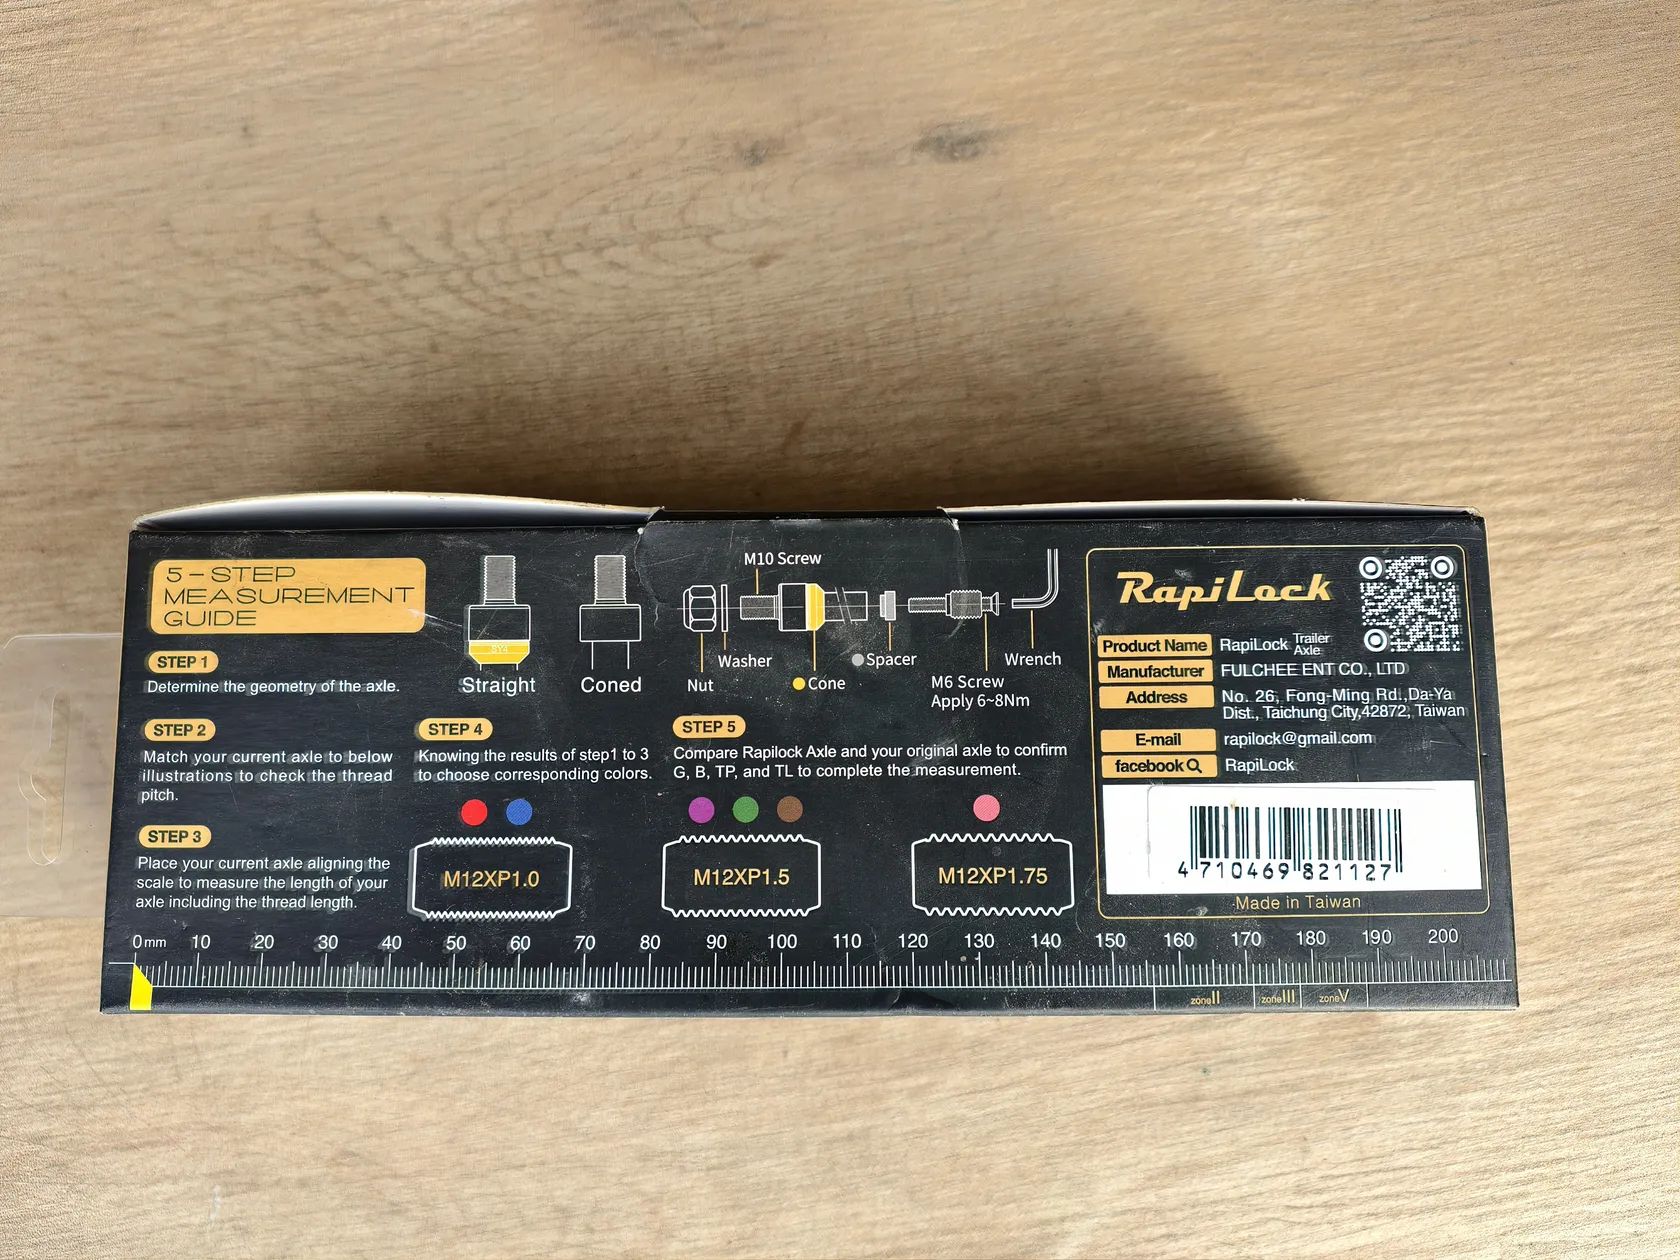 5-STEP
MEASUREMENT
GUIDE
STEP 1
Determine the geometry of the axle.
STEP 2
Match your current axle to below
illustrations to check the thread
pitch.
STEP 3
Place your current axle aligning the
scale to measure the length of your
axle including the thread length.
SY4
Straight
Coned
M10 Screw
Washer
Nut
Cone
Spacer
M6 Screw
Apply 6~8Nm
Wrench
STEP 4
Knowing the results of step1 to 3
to choose corresponding colors.
STEP 5
Compare Rapilock Axle and your original axle to confirm
G, B, TP, and TL to complete the measurement.
M12XP1.0
M12XP1.5
M12XP1.75
RapiLock
Product Name RapiLock Trailer Axle
Manufacturer FULCHEE ENT CO., LTD
Address No. 26, Fong-Ming Rd.,Da-Ya
Dist., Taichung City,42872, Taiwan
E-mail rapilock@gmail.com
facebook RapiLock
4 710469 821127
Made in Taiwan
0mm 10 20 30 40 50 60 70 80 90 100 110 120 130 140 150 160 170 180 190 200
zoneII zoneIII zoneV